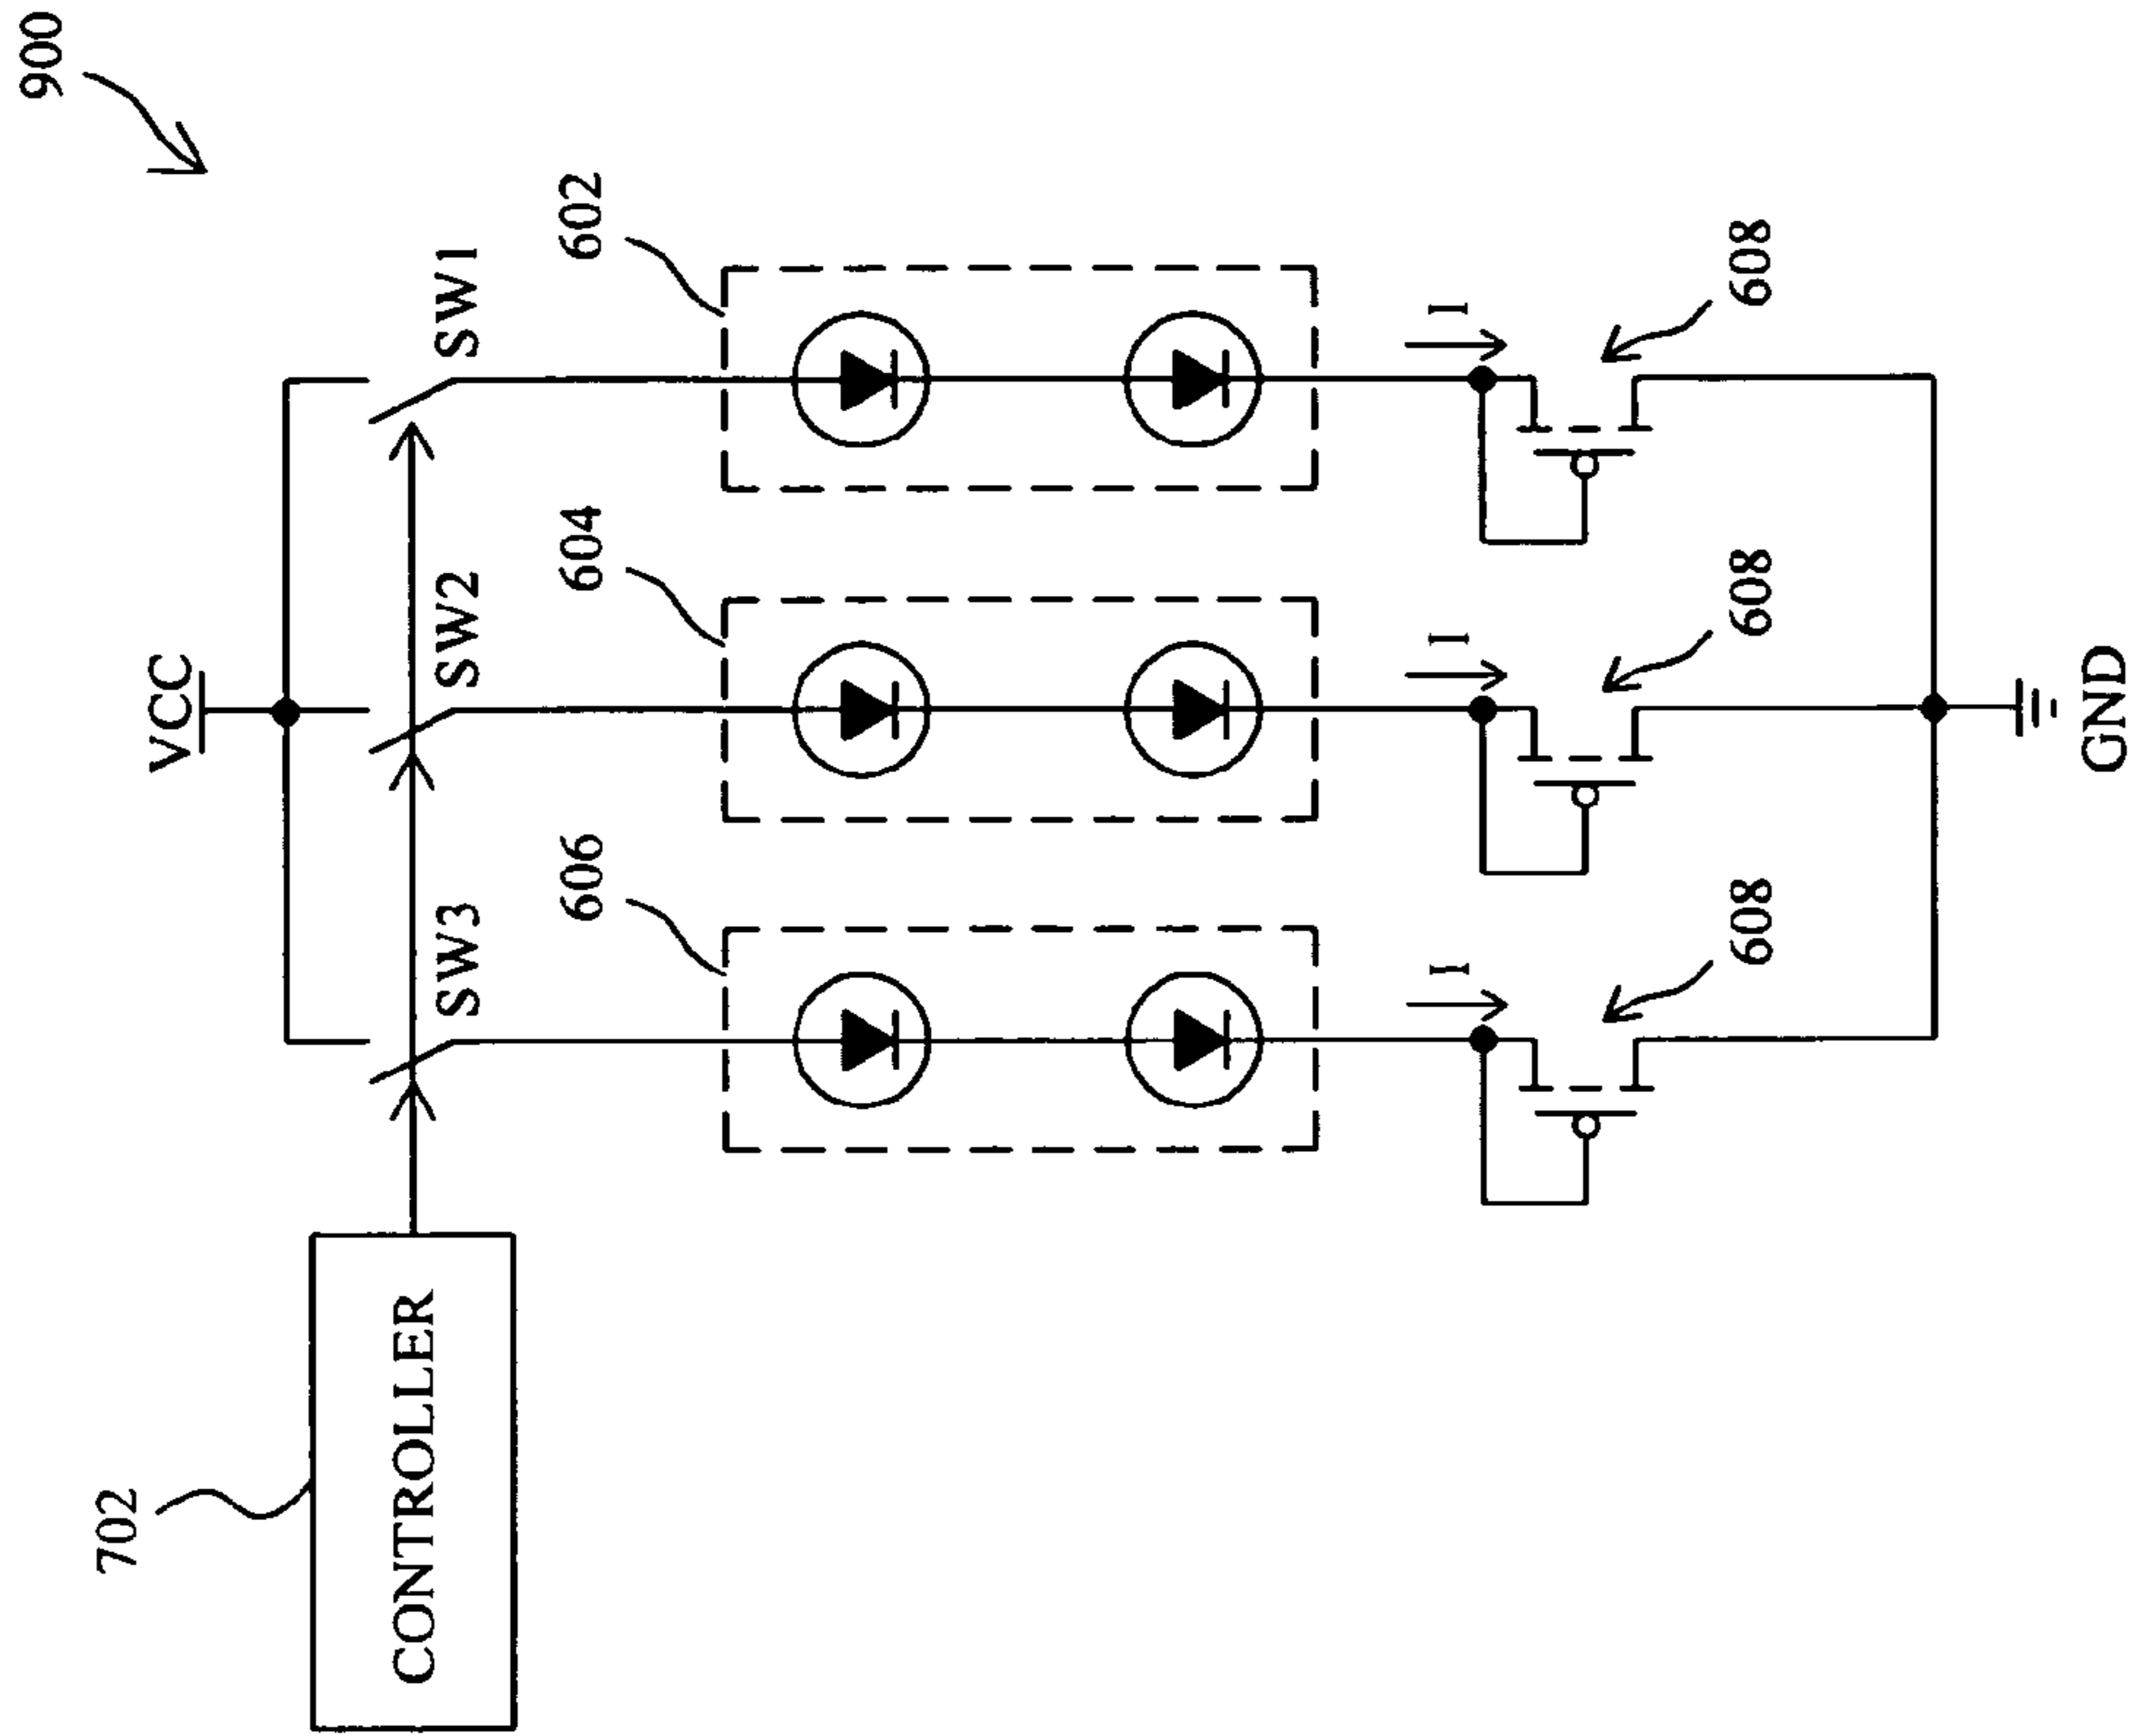 900
VCC
SW3
SW2
SW1
702
CONTROLLER
606
604
602
I
I
I
608
608
608
GND